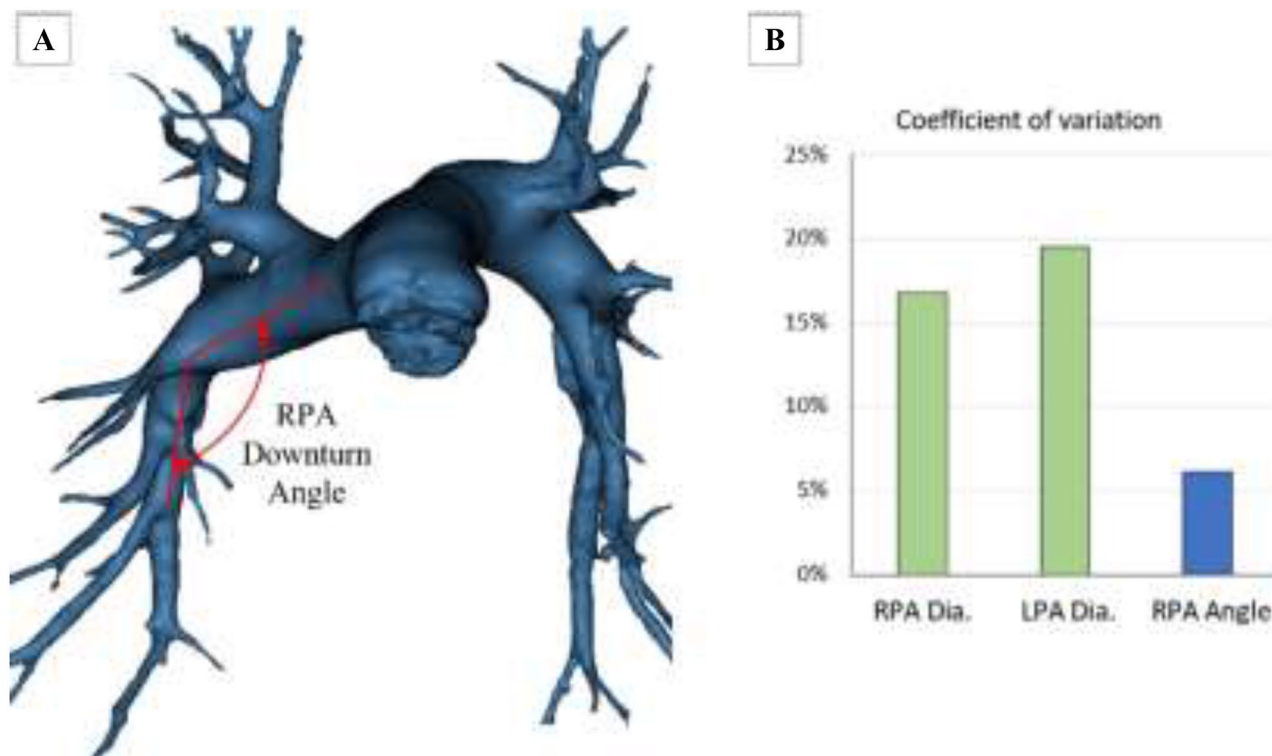 A
RPA
Downturn
Angle
B
Coefficient of variation
25%
20%
15%
10%
5%
0%
RPA Dia.
LPA Dia.
RPA Angle